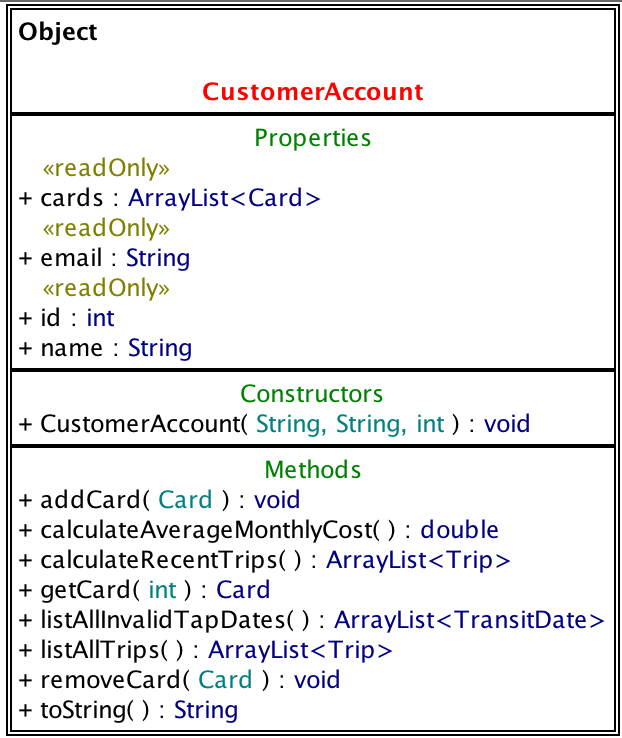 Object
CustomerAccount
Properties
«readOnly»
+ cards : ArrayList<Card>
«readOnly»
+ email : String
«readOnly»
+ id : int
+ name : String
Constructors
+ CustomerAccount( String, String, int ) : void
Methods
+ addCard( Card ) : void
+ calculateAverageMonthlyCost( ) : double
+ calculateRecentTrips( ) : ArrayList<Trip>
+ getCard( int ) : Card
+ listAllInvalidTapDates( ) : ArrayList<TransitDate>
+ listAllTrips( ) : ArrayList<Trip>
+ removeCard( Card ) : void
+ toString( ) : String